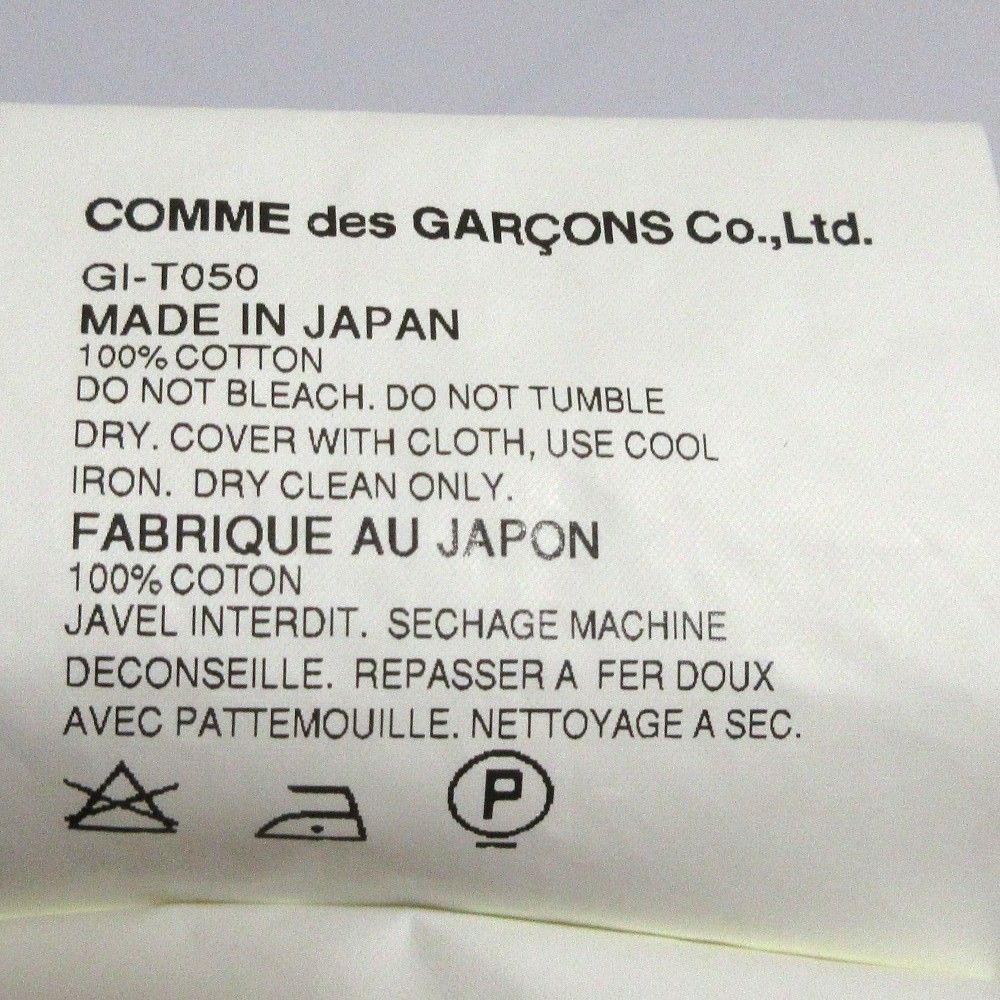 COMME des GARÇONS Co.,Ltd.
GI-T050
MADE IN JAPAN
100% COTTON
DO NOT BLEACH. DO NOT TUMBLE
DRY. COVER WITH CLOTH, USE COOL
IRON. DRY CLEAN ONLY.
FABRIQUE AU JAPON
100% COTON
JAVEL INTERDIT. SECHAGE MACHINE
DECONSEILLE. REPASSER A FER DOUX
AVEC PATTEMOUILLE. NETTOYAGE A SEC.
P